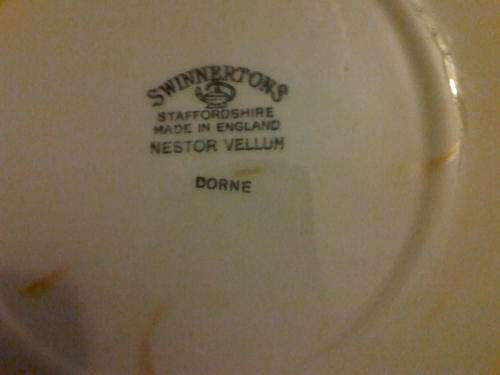 SWINNERTONS
STAFFORDSHIRE
MADE IN ENGLAND
NESTOR VELLUM
DORNE